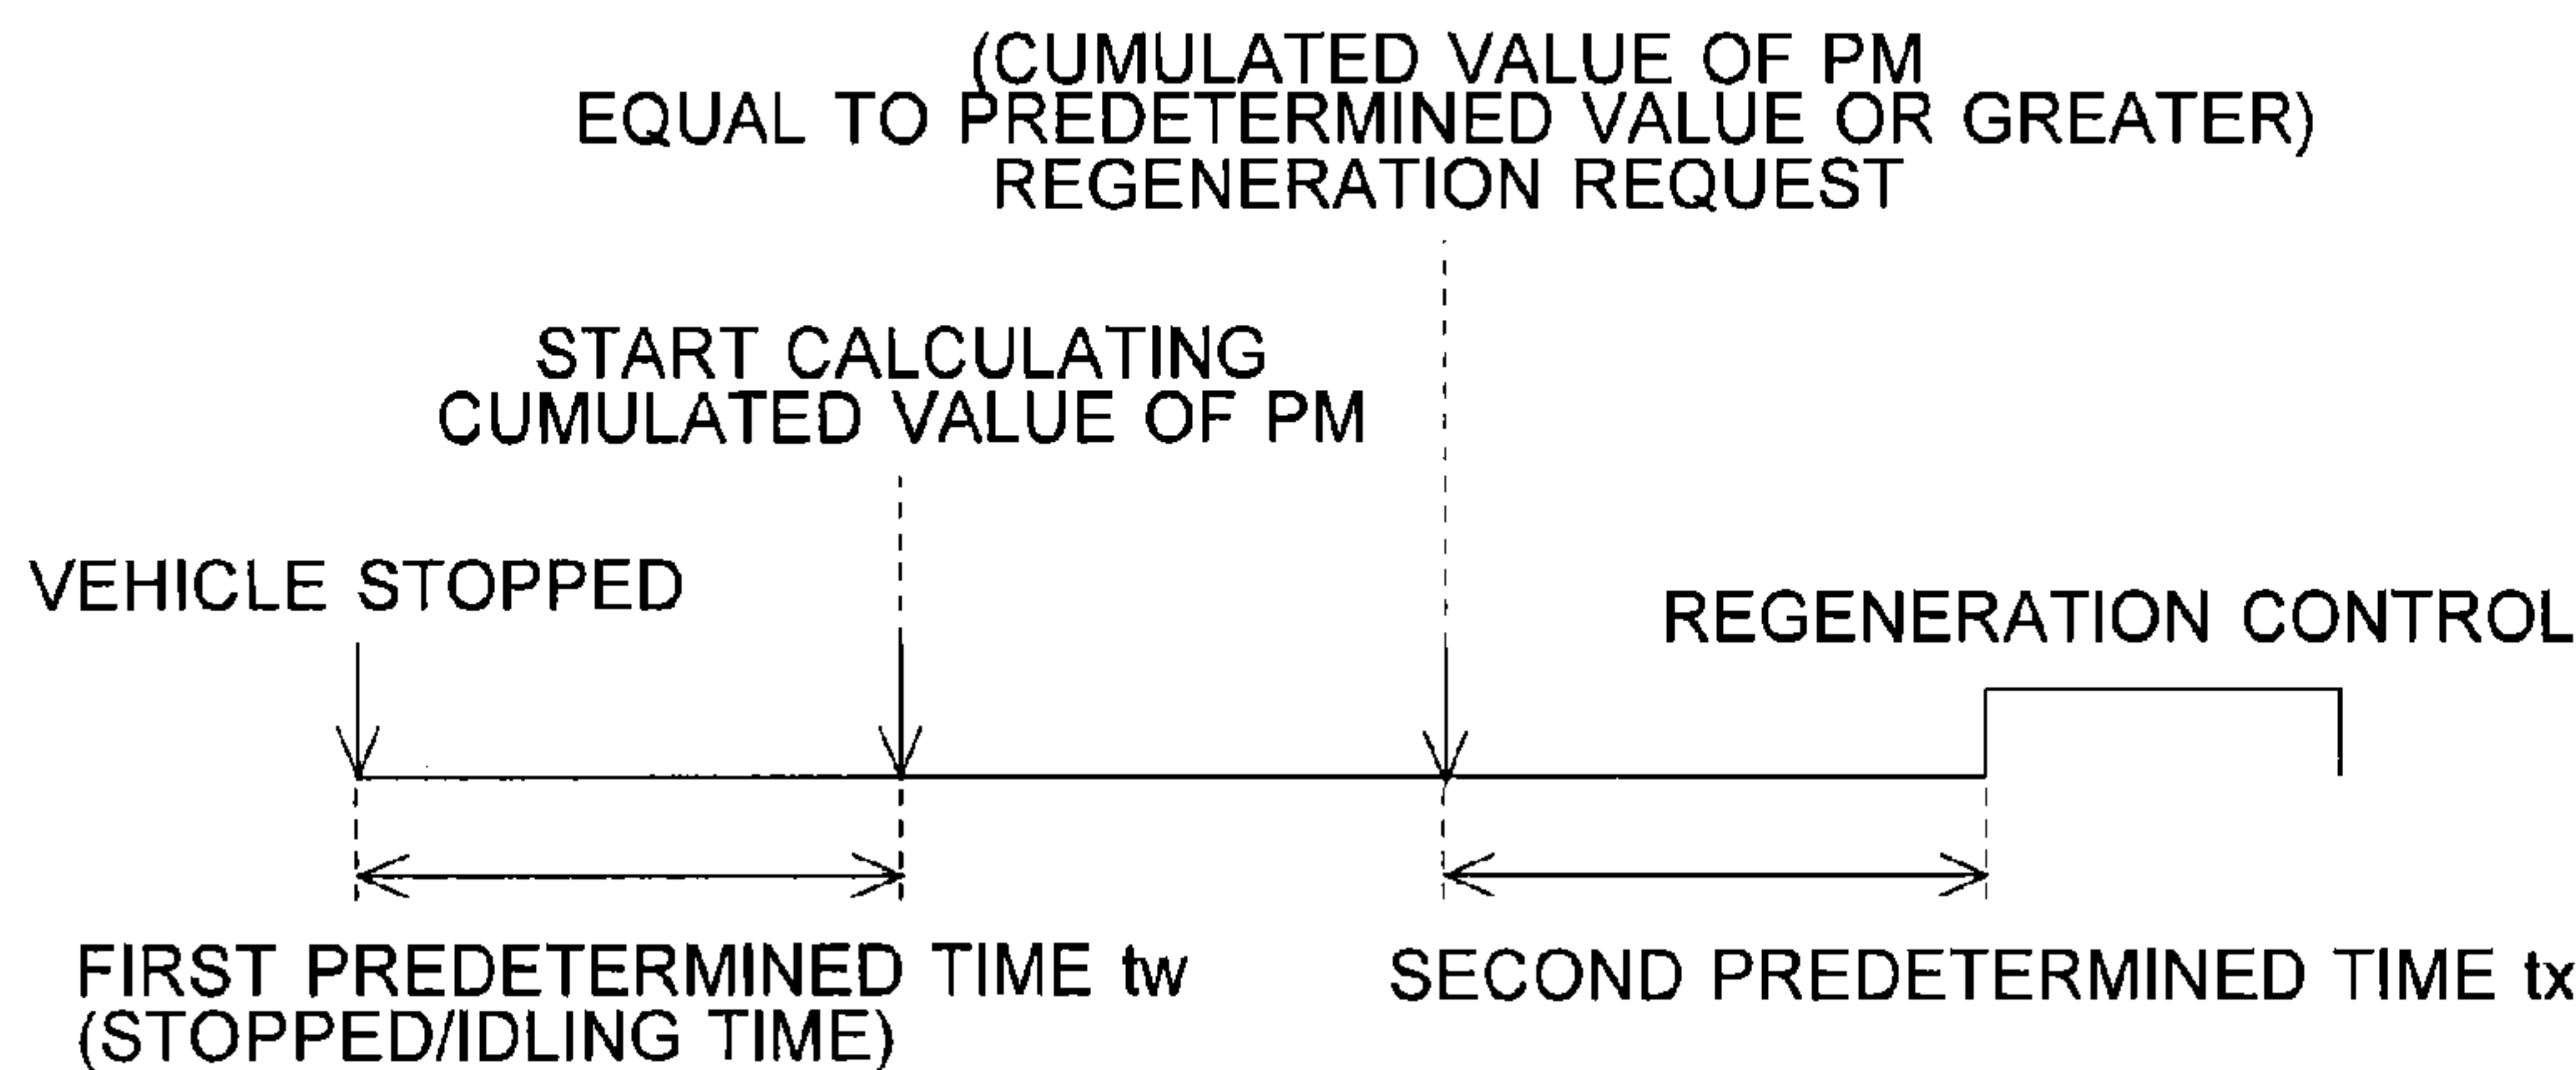 (CUMULATED VALUE OF PM
EQUAL TO PREDETERMINED VALUE OR GREATER)
REGENERATION REQUEST
START CALCULATING
CUMULATED VALUE OF PM
VEHICLE STOPPED
REGENERATION CONTROL
FIRST PREDETERMINED TIME tw
(STOPPED/IDLING TIME)
SECOND PREDETERMINED TIME tx